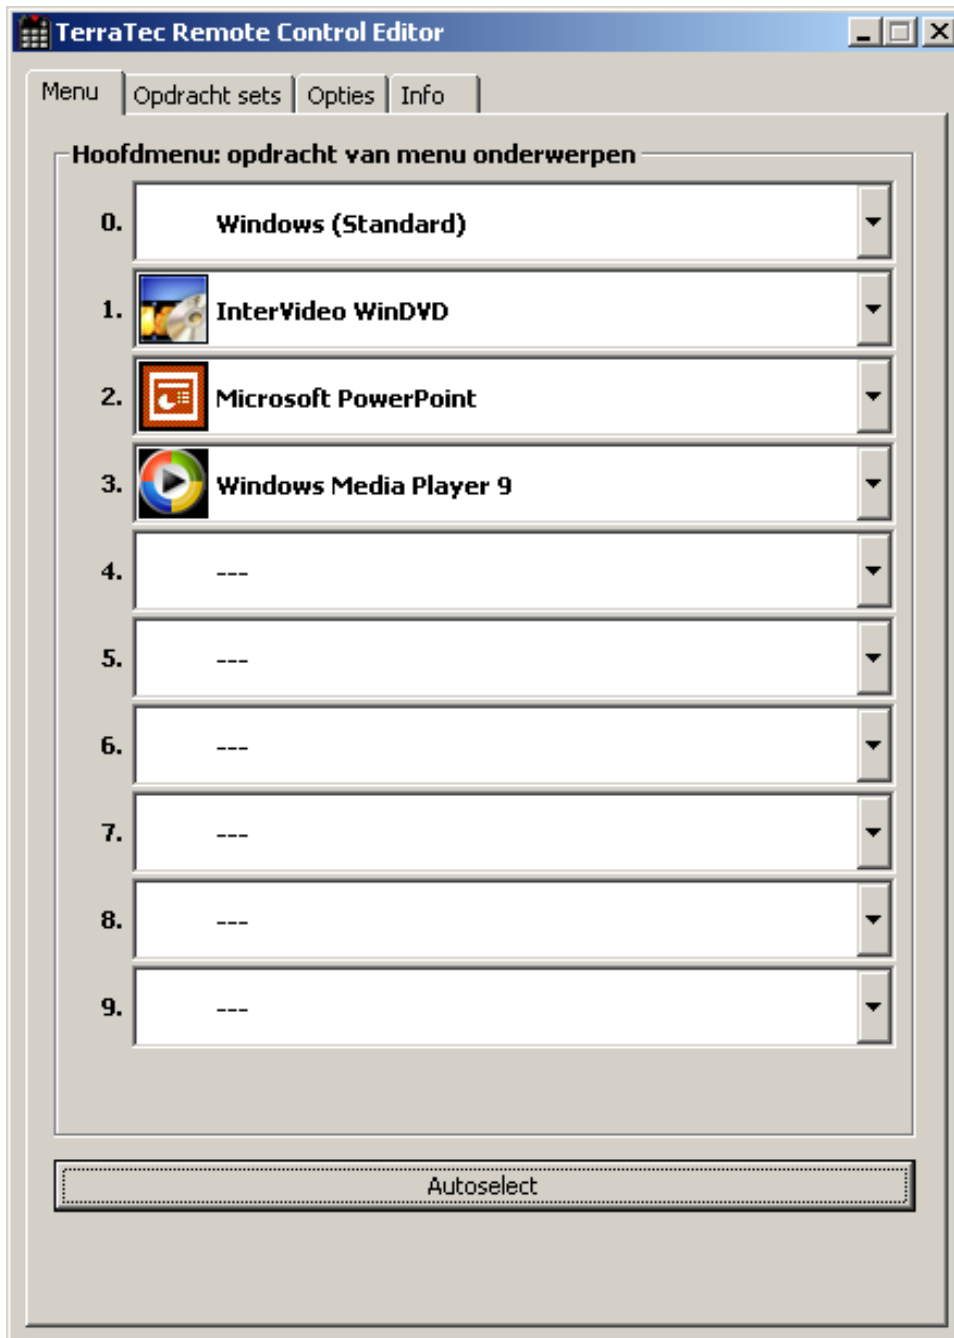 TerraTec Remote Control Editor
Menu Opdracht sets Opties Info
Hoofdmenu: opdracht van menu onderwerpen
0. Windows (Standard)
1. InterVideo WinDVD
2. Microsoft PowerPoint
3. Windows Media Player 9
4. ---
5. ---
6. ---
7. ---
8. ---
9. ---
Autoselect